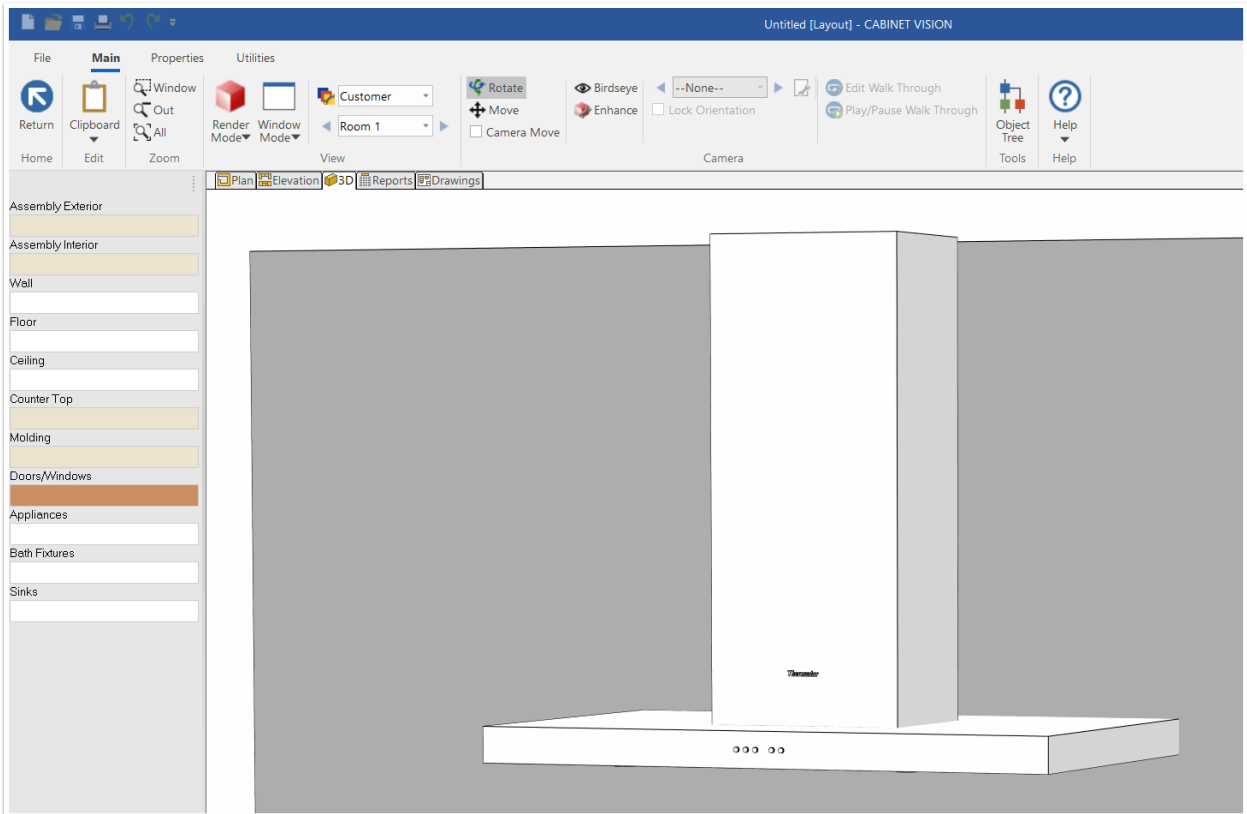 Untitled [Layout] - CABINET VISION
File Main Properties Utilities
Return
Clipboard
Window
Out
All
Render Mode
Window Mode
Customer
Room 1
Rotate
Move
Camera Move
Birdseye
Enhance
--None--
Lock Orientation
Edit Walk Through
Play/Pause Walk Through
Object Tree
Help
Home Edit Zoom View Camera Tools Help
Plan Elevation 3D Reports Drawings
Assembly Exterior
Assembly Interior
Wall
Floor
Ceiling
Counter Top
Molding
Doors/Windows
Appliances
Bath Fixtures
Sinks
Thermador